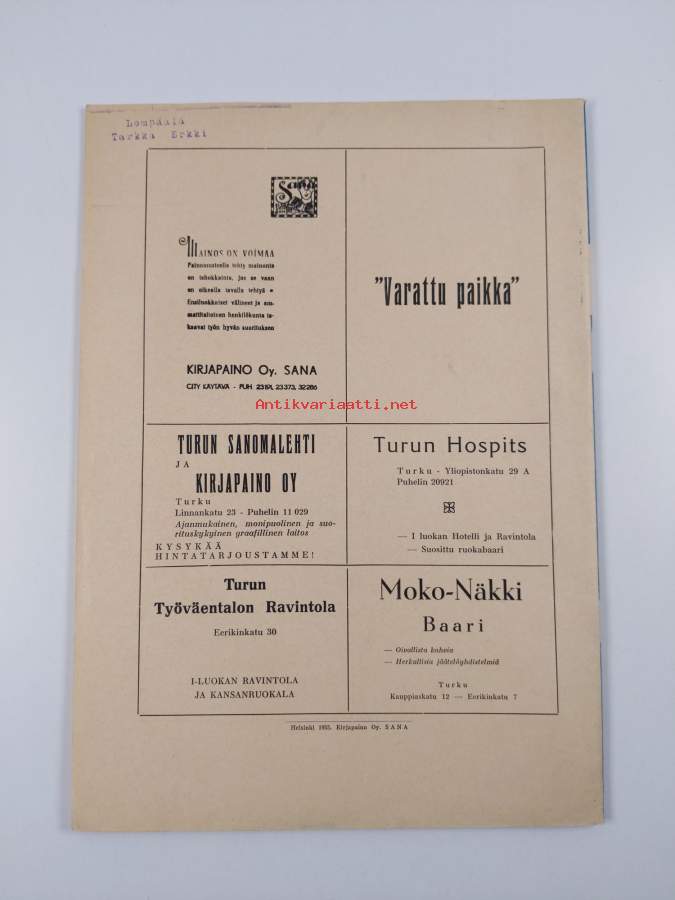 Lempäälä
Tarkka Erkki
Sana
MAINOS ON VOIMAA
Painomusteella tehty mainonta
on tehokkainta, jos se vaan
on oikealla tavalla tehtyä •
Ensiluokkaiset välineet ja am-
mattitaitoinen henkilökunta ta-
kaavat työn hyvän suorituksen
KIRJAPAINO Oy. SANA
CITY KÄYTÄVÄ - PUH 23191, 23373, 32286
"Varattu paikka"
Antikvariaatti.net
TURUN SANOMALEHTI
JA
KIRJAPAINO OY
Turku
Linnankatu 23 - Puhelin 11 029
Ajanmukainen, monipuolinen ja suo-
rituskykyinen graafillinen laitos
KYSYKÄÄ
HINTATARJOUSTAMME!
Turun Hospits
Turku - Yliopistonkatu 29 A
Puhelin 20921
— I luokan Hotelli ja Ravintola
— Suosittu ruokabaari
Turun
Työväentalon Ravintola
Eerikinkatu 30
I-LUOKAN RAVINTOLA
JA KANSANRUOKALA
Moko-Näkki
Baari
— Oivallista kahvia
— Herkullisia jäätelöyhdistelmiä
Turku
Kauppiaskatu 12 — Eerikinkatu 7
Helsinki 1955. Kirjapaino Oy. SANA